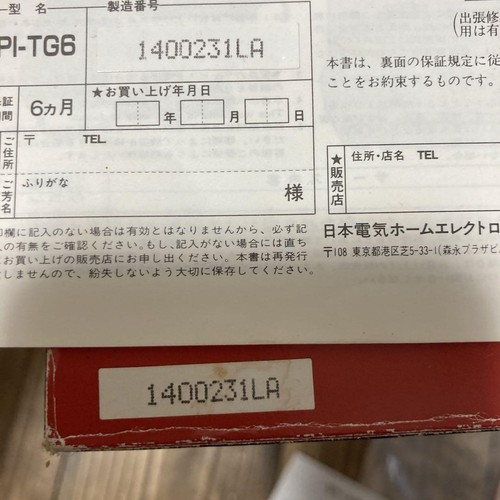 型名 製造番号
PI-TG6 1400231LA
(出張修
用は有
本書は、裏面の保証規定に従
ことをお約束するものです。
★お買い上げ年月日
6ヵ月 年 月 日
ご住所 〒 TEL
ご芳名 ふりがな 様
★販売店 住所・店名 TEL
印欄に記入のない場合は有効とはなりませんから、必ず記
入の有無をご確認ください。もし、記入がない場合には直ち
にお買い上げの販売店にお申し出ください。本書は再発行
しませんので、紛失しないよう大切に保存してください。
日本電気ホームエレクトロ
〒108 東京都港区芝5-33-1(森永プラザビ
1400231LA